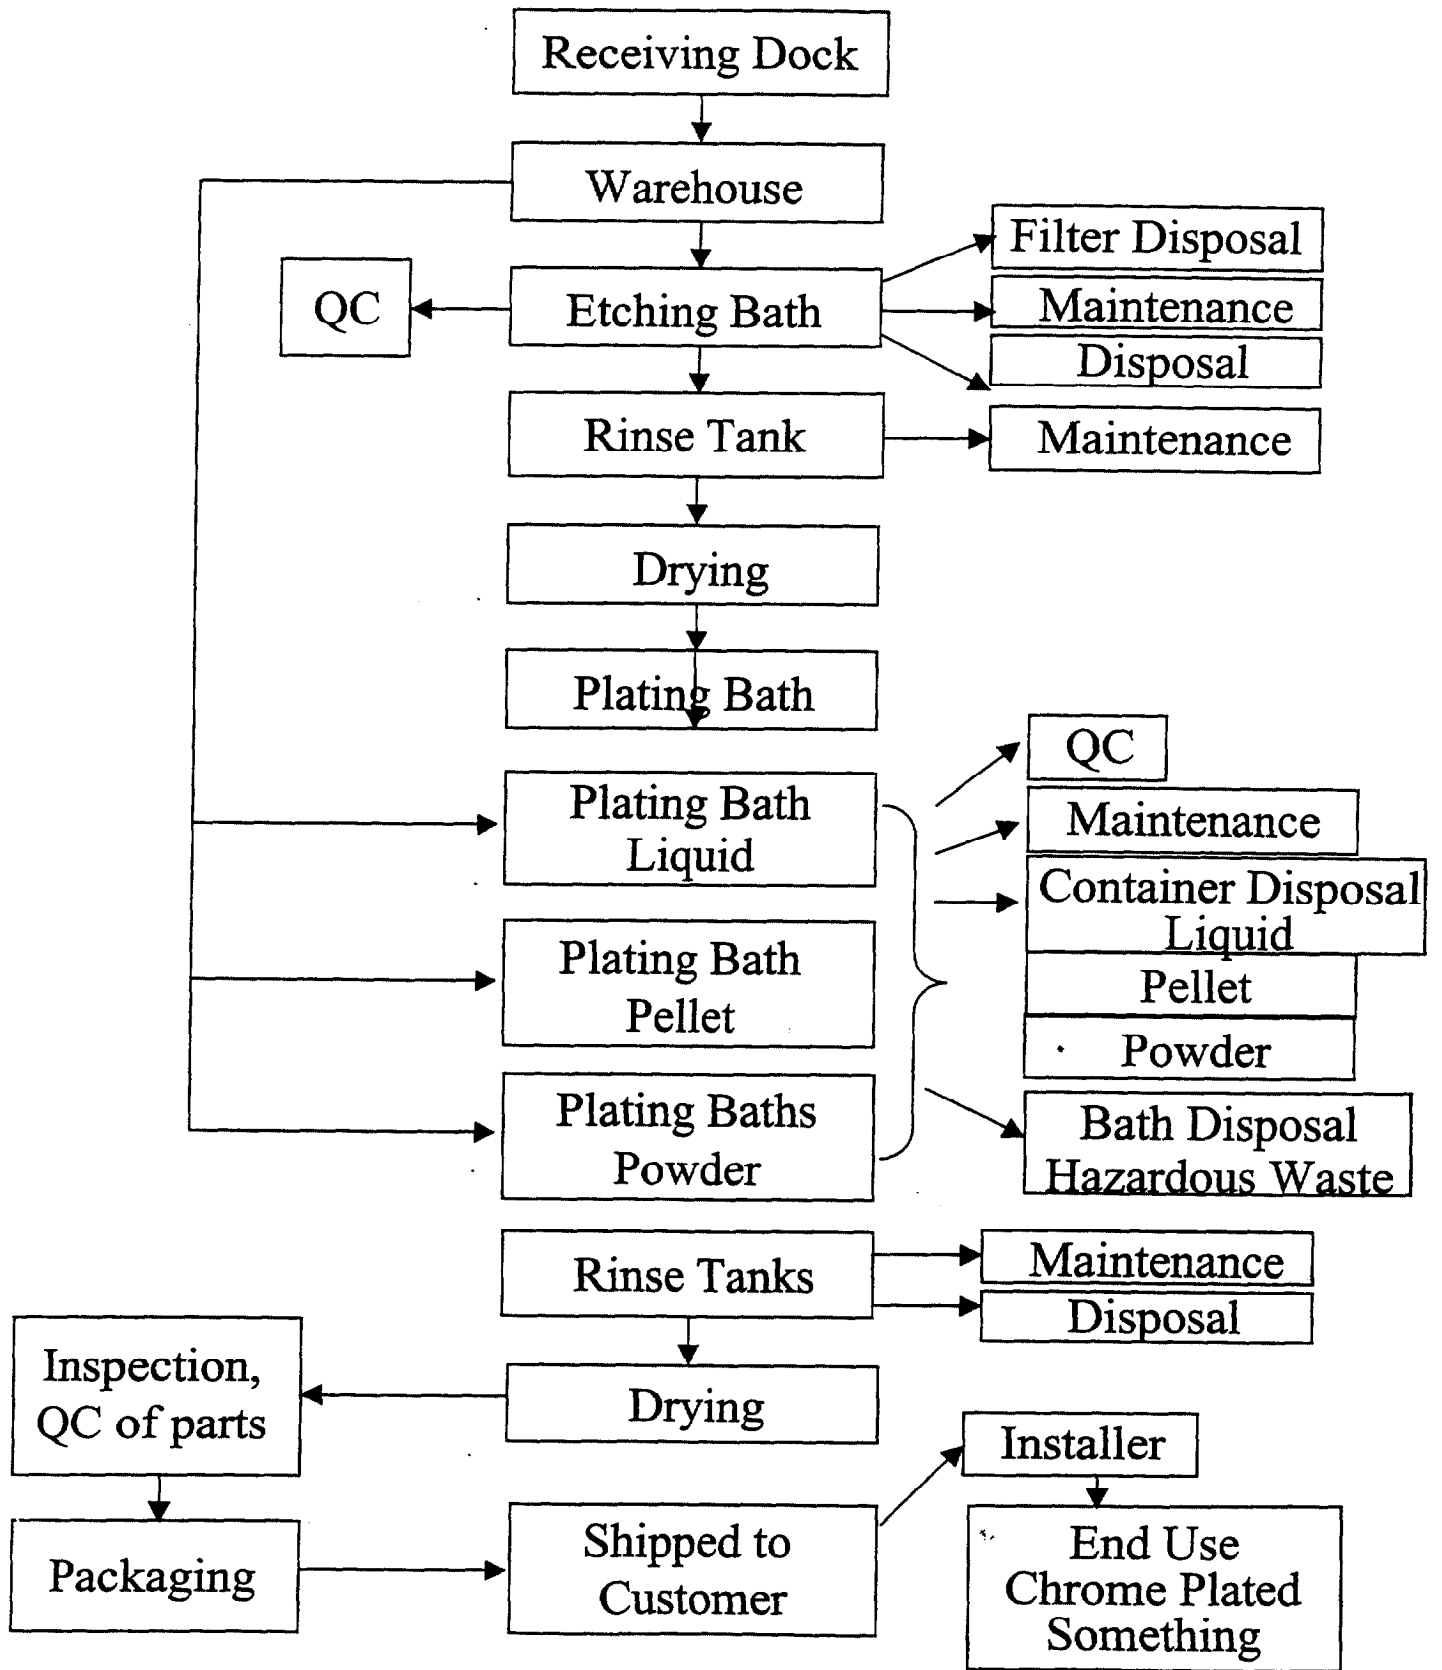 Receiving Dock
Warehouse
Filter Disposal
QC
Etching Bath
Maintenance
Disposal
Rinse Tank
Maintenance
Drying
Plating Bath
QC
Plating Bath
Liquid
Maintenance
Container Disposal
Liquid
Plating Bath
Pellet
Pellet
Powder
Plating Baths
Powder
Bath Disposal
Hazardous Waste
Rinse Tanks
Maintenance
Disposal
Inspection,
QC of parts
Drying
Installer
Packaging
Shipped to
Customer
End Use
Chrome Plated
Something